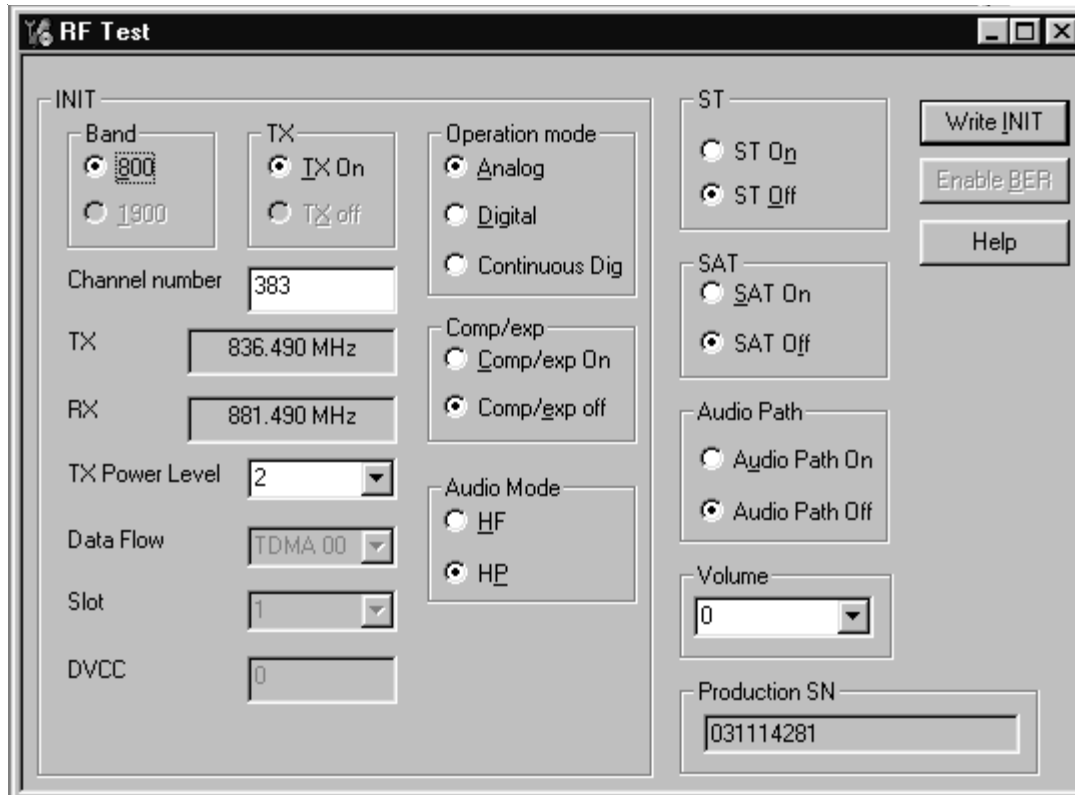 RF Test
INIT
Band
800
1900
TX
TX On
TX off
Operation mode
Analog
Digital
Continuous Dig
Channel number
383
TX
836.490 MHz
RX
881.490 MHz
TX Power Level
2
Data Flow
TDMA 00
Slot
1
DVCC
0
Comp/exp
Comp/exp On
Comp/exp off
Audio Mode
HF
HP
ST
ST On
ST Off
SAT
SAT On
SAT Off
Audio Path
Audio Path On
Audio Path Off
Volume
0
Production SN
031114281
Write INIT
Enable BER
Help